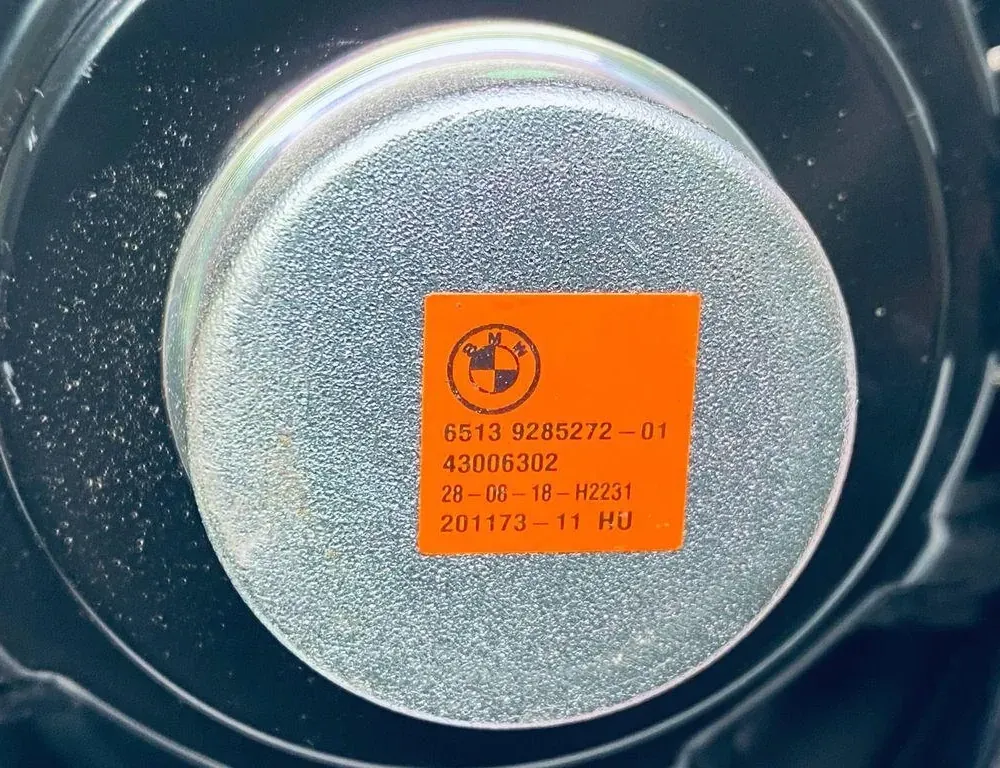 BMW
6513 9285272-01
43006302
28-08-18-H2231
201173-11 HU